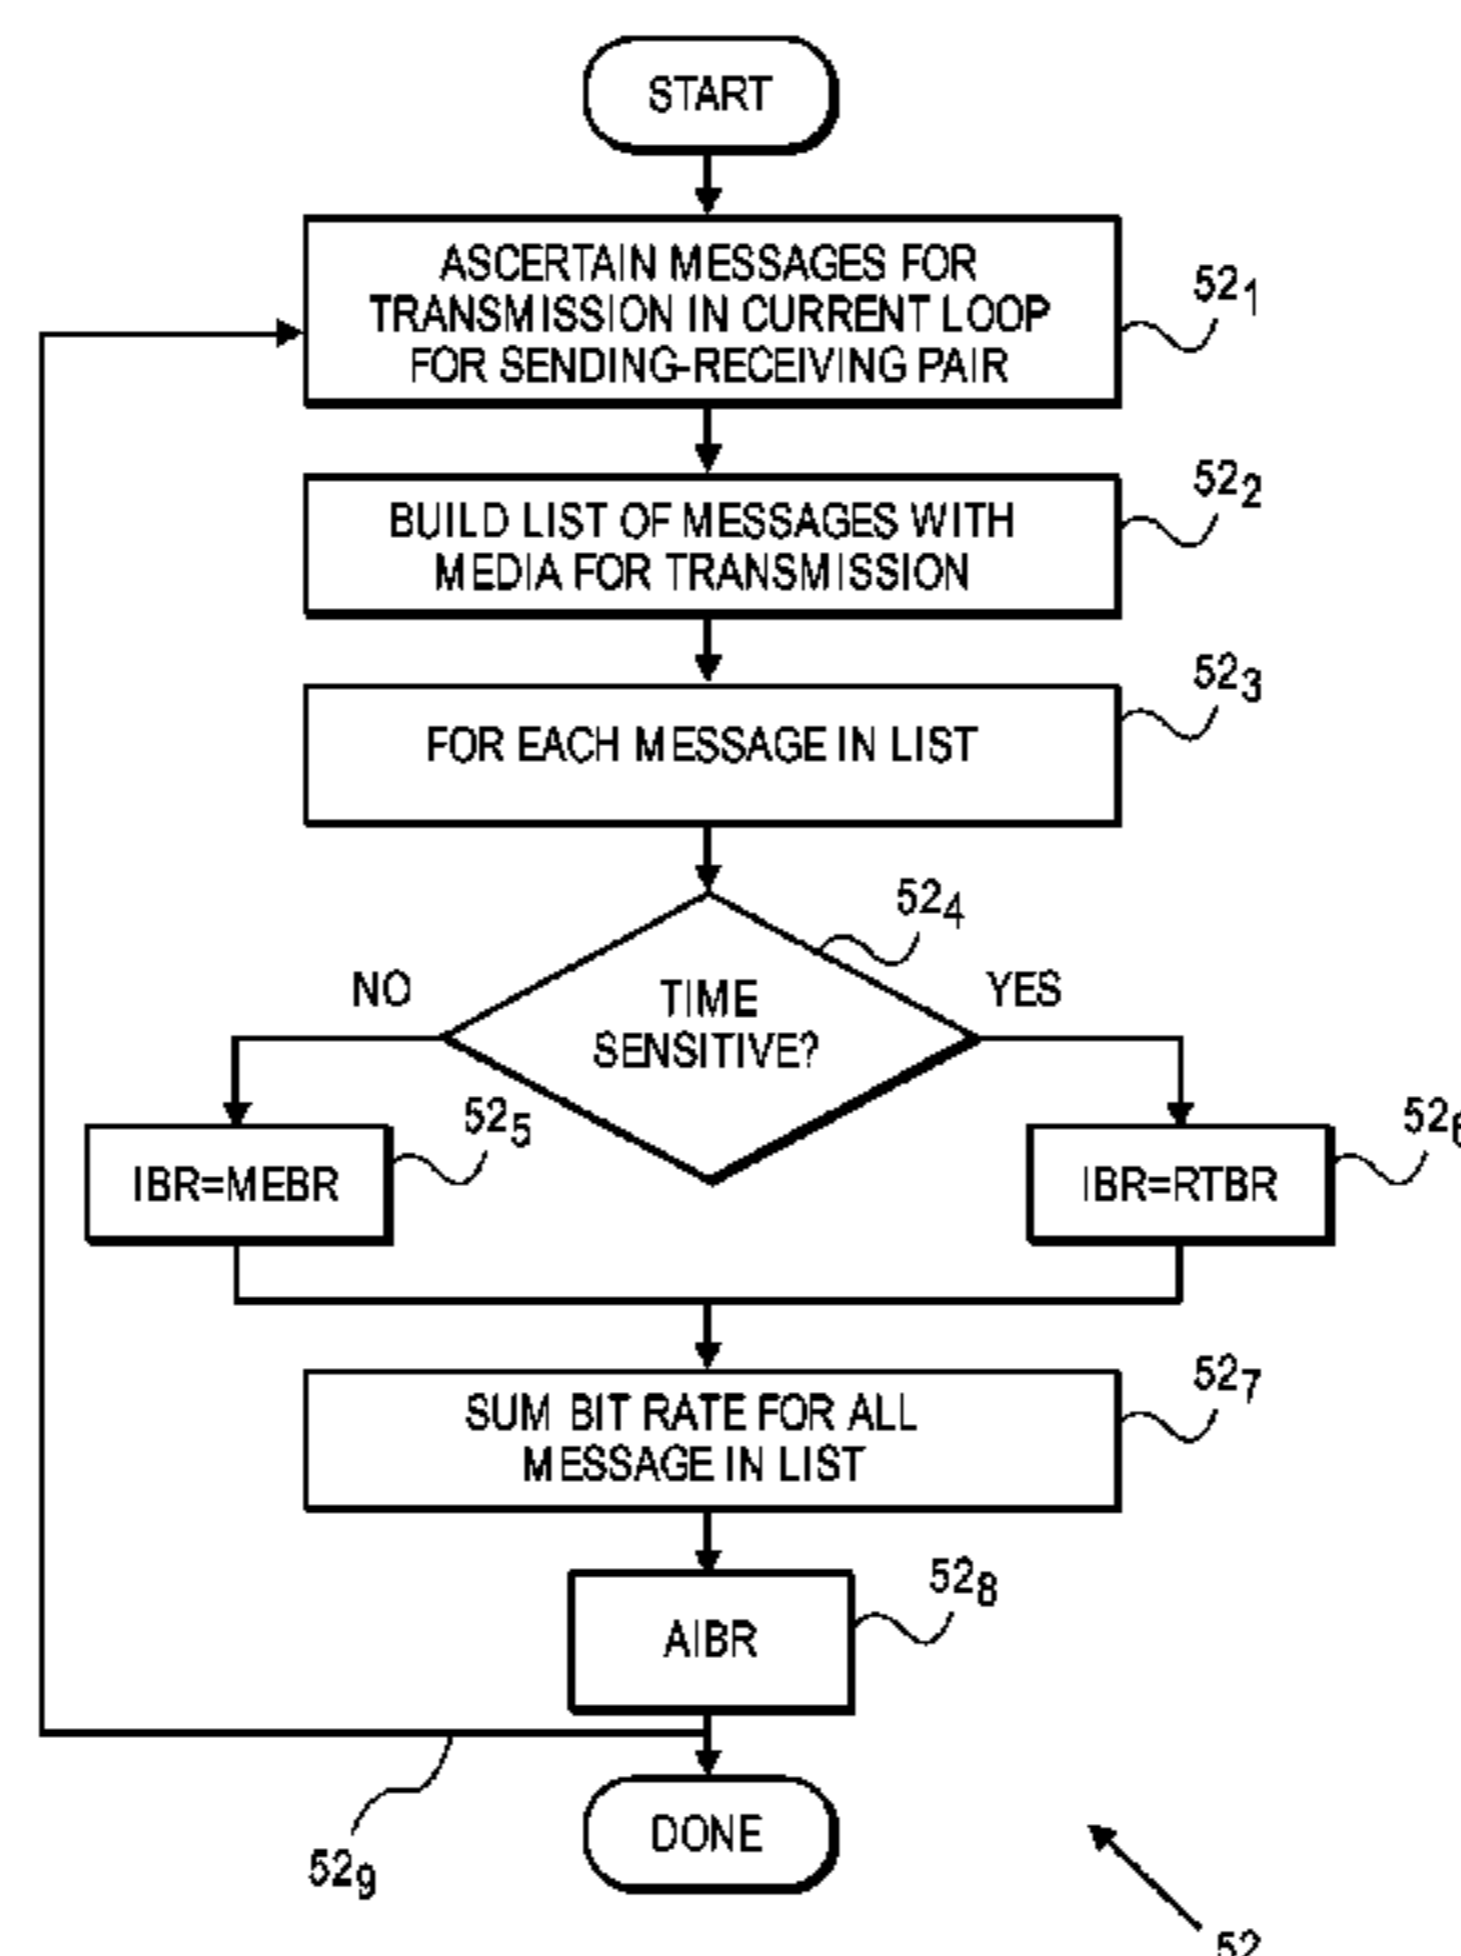 START
ASCERTAIN MESSAGES FOR
TRANSMISSION IN CURRENT LOOP
FOR SENDING-RECEIVING PAIR
52₁
BUILD LIST OF MESSAGES WITH
MEDIA FOR TRANSMISSION
52₂
FOR EACH MESSAGE IN LIST
52₃
52₄
NO
TIME
SENSITIVE?
YES
IBR=MEBR
52₅
IBR=RTBR
52₆
SUM BIT RATE FOR ALL
MESSAGE IN LIST
52₇
AIBR
52₈
DONE
52₉
52